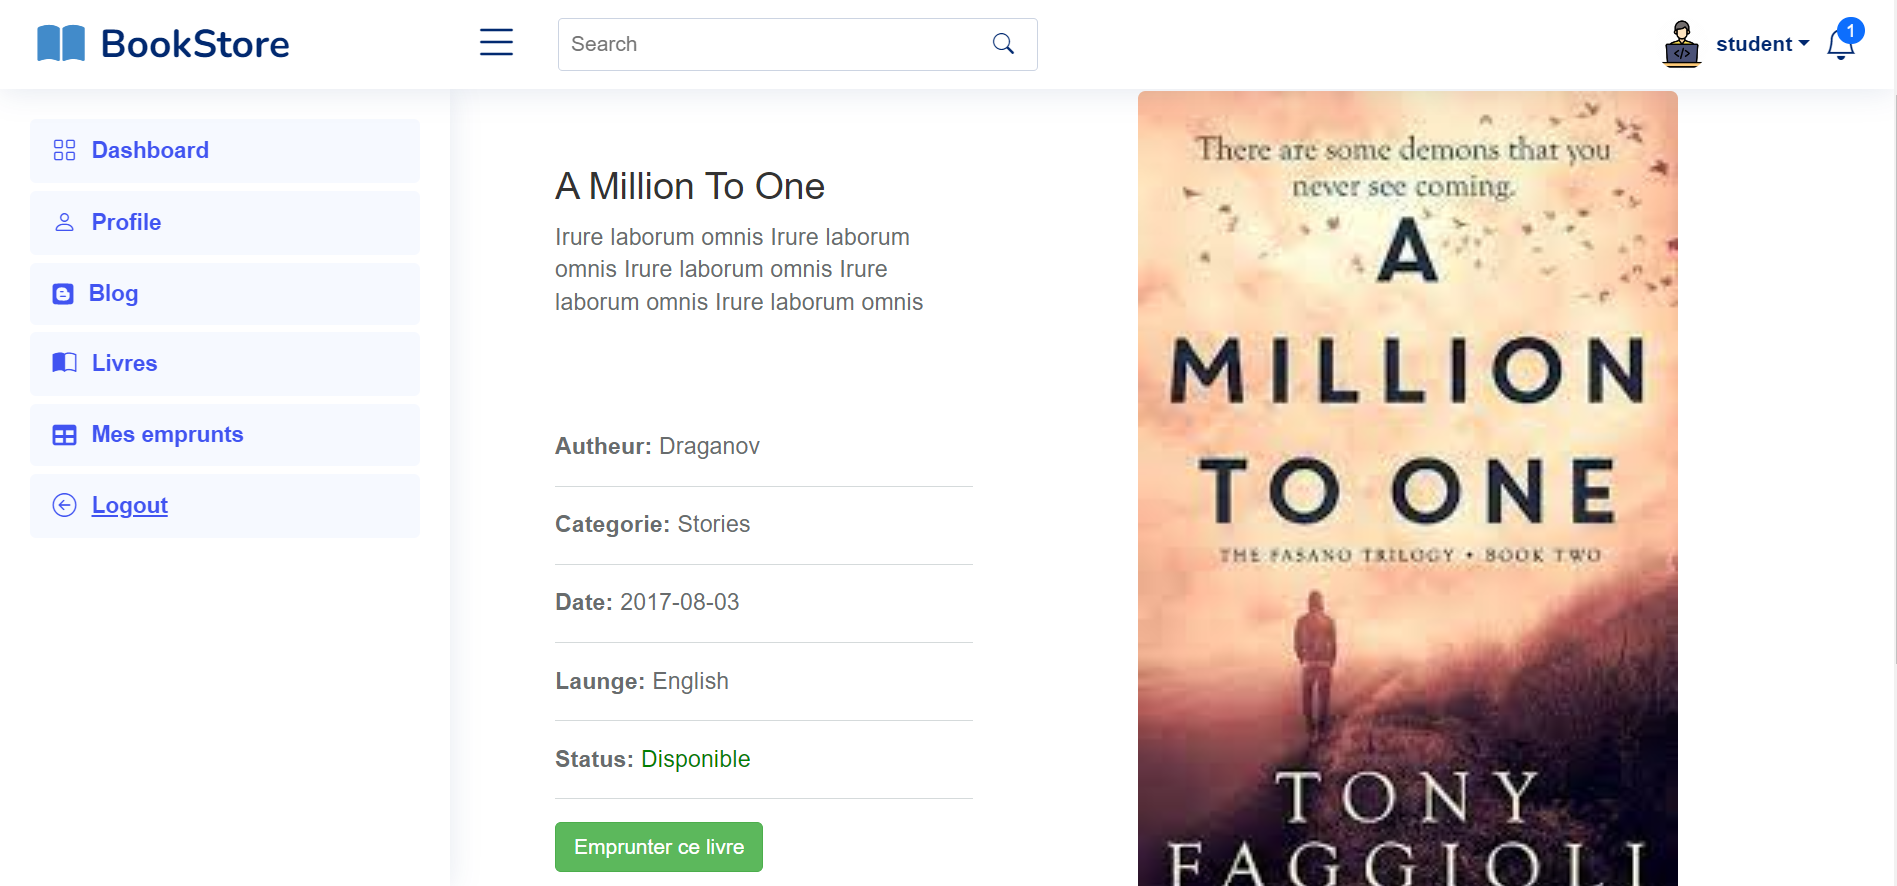 BookStore
Search
student
1
Dashboard
Profile
Blog
Livres
Mes emprunts
Logout
A Million To One
Irure laborum omnis Irure laborum
omnis Irure laborum omnis Irure
laborum omnis Irure laborum omnis
Autheur: Draganov
Categorie: Stories
Date: 2017-08-03
Launge: English
Status: Disponible
Emprunter ce livre
There are some demons that you
never see coming.
A
MILLION
TO ONE
THE FASANO TRILOGY • BOOK TWO
TONY
FAGGIOLI